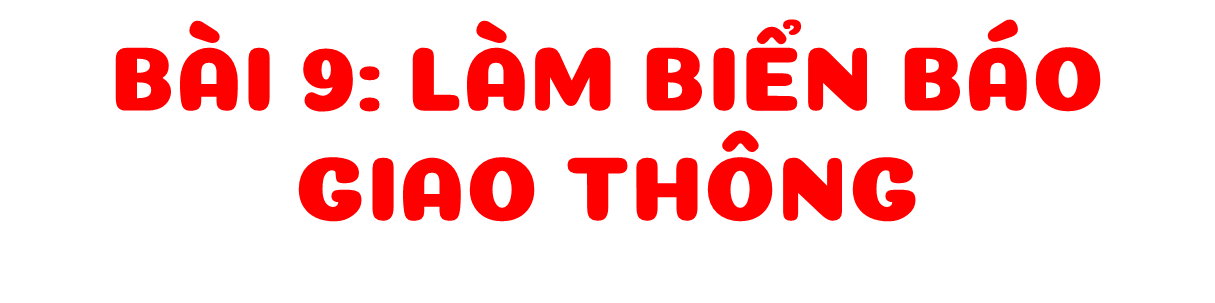 BÀI 9: LÀM BIỂN BÁO
GIAO THÔNG